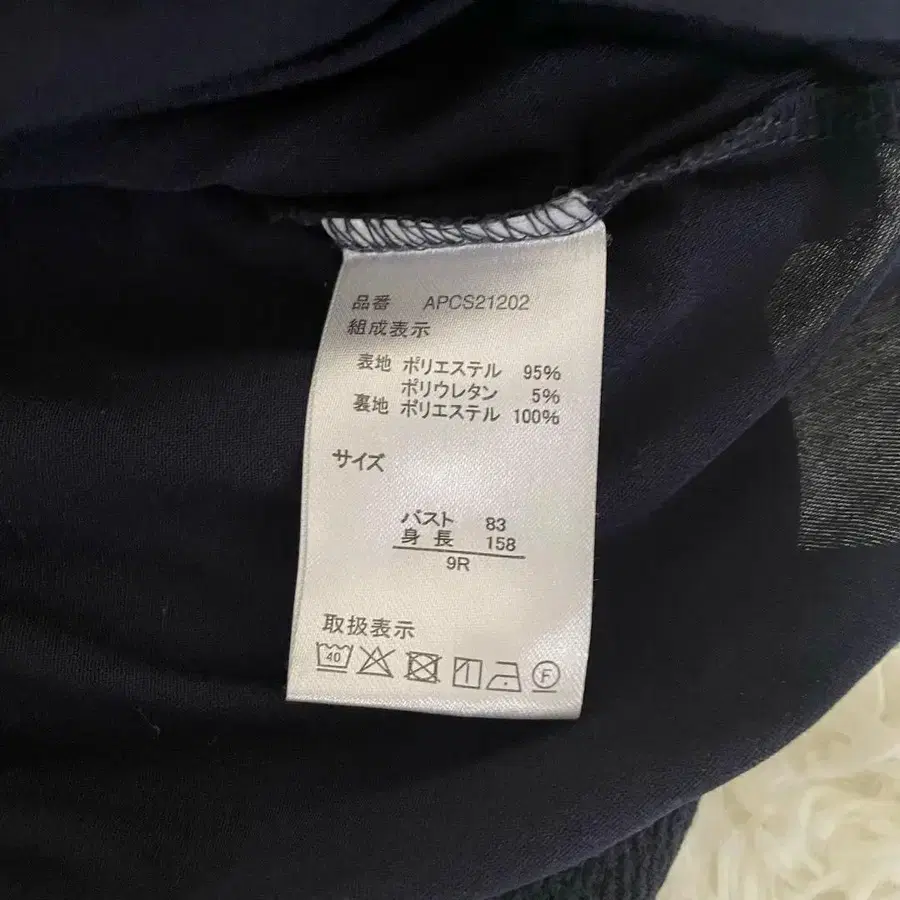 品番 APCS21202
組成表示
表地 ポリエステル 95%
ポリウレタン 5%
裏地 ポリエステル 100%
サイズ
バスト 83
身長 158
9R
取扱表示
40 F